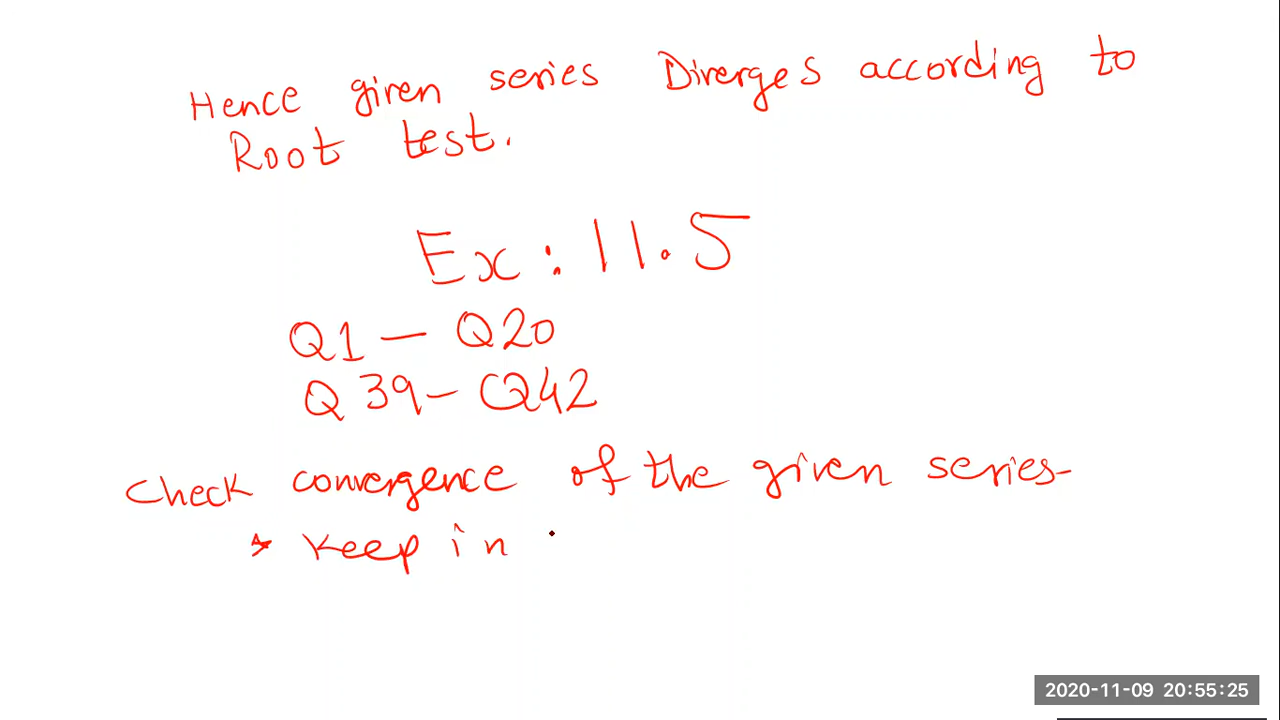 Hence given series Diverges according to
Root test.
Ex : 11.5
Q1 — Q20
Q39 — Q42
Check convergence of the given series-
* Keep in
2020-11-09 20:55:25